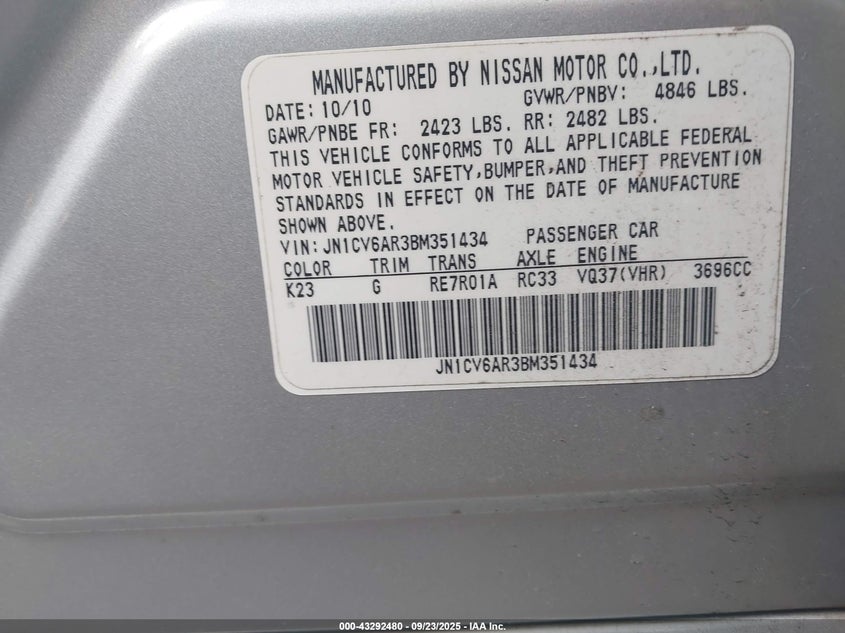 MANUFACTURED BY NISSAN MOTOR CO.,LTD.
DATE: 10/10 GVWR/PNBV: 4846 LBS.
GAWR/PNBE FR: 2423 LBS. RR: 2482 LBS.
THIS VEHICLE CONFORMS TO ALL APPLICABLE FEDERAL
MOTOR VEHICLE SAFETY,BUMPER,AND THEFT PREVENTION
STANDARDS IN EFFECT ON THE DATE OF MANUFACTURE
SHOWN ABOVE.
VIN: JN1CV6AR3BM351434 PASSENGER CAR
COLOR TRIM TRANS AXLE ENGINE
K23 G RE7R01A RC33 VQ37(VHR) 3696CC
JN1CV6AR3BM351434
000-43292480 - 09/23/2025 - IAA Inc.